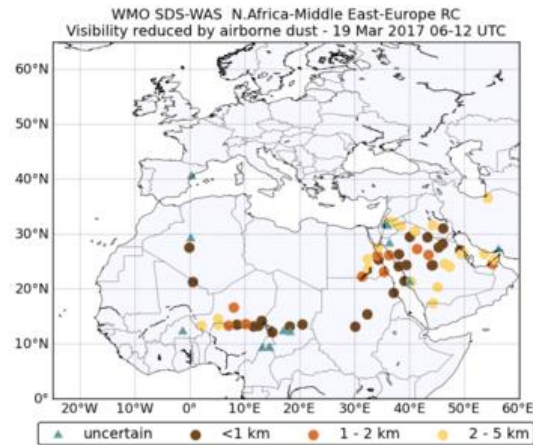 WMO SDS-WAS N.Africa-Middle East-Europe RC
Visibility reduced by airborne dust - 19 Mar 2017 06-12 UTC
60°N
50°N
40°N
30°N
20°N
10°N
0°
20°W 10°W 0° 10°E 20°E 30°E 40°E 50°E 60°E
uncertain <1 km 1 - 2 km 2 - 5 km